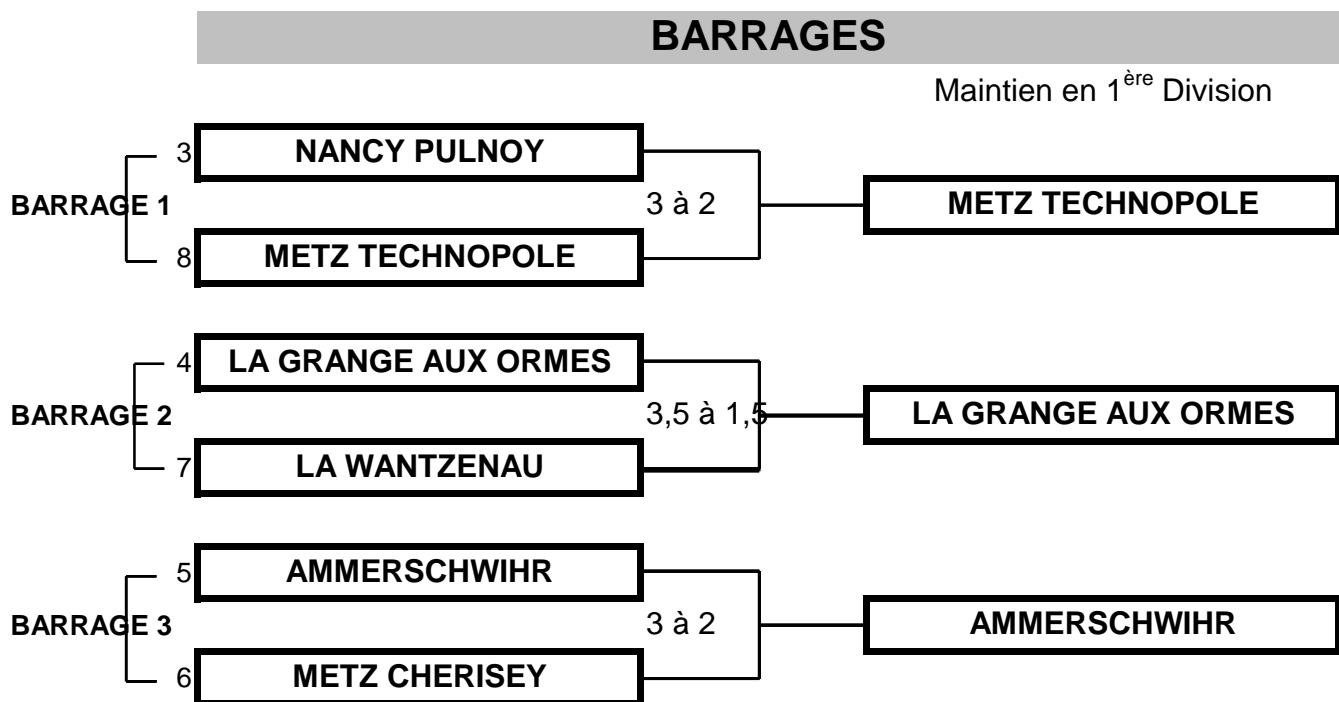 BARRAGES
Maintien en 1ère Division
3 NANCY PULNOY
BARRAGE 1 3 à 2 METZ TECHNOPOLE
8 METZ TECHNOPOLE
4 LA GRANGE AUX ORMES
BARRAGE 2 3,5 à 1,5 LA GRANGE AUX ORMES
7 LA WANTZENAU
5 AMMERSCHWIHR
BARRAGE 3 3 à 2 AMMERSCHWIHR
6 METZ CHERISEY